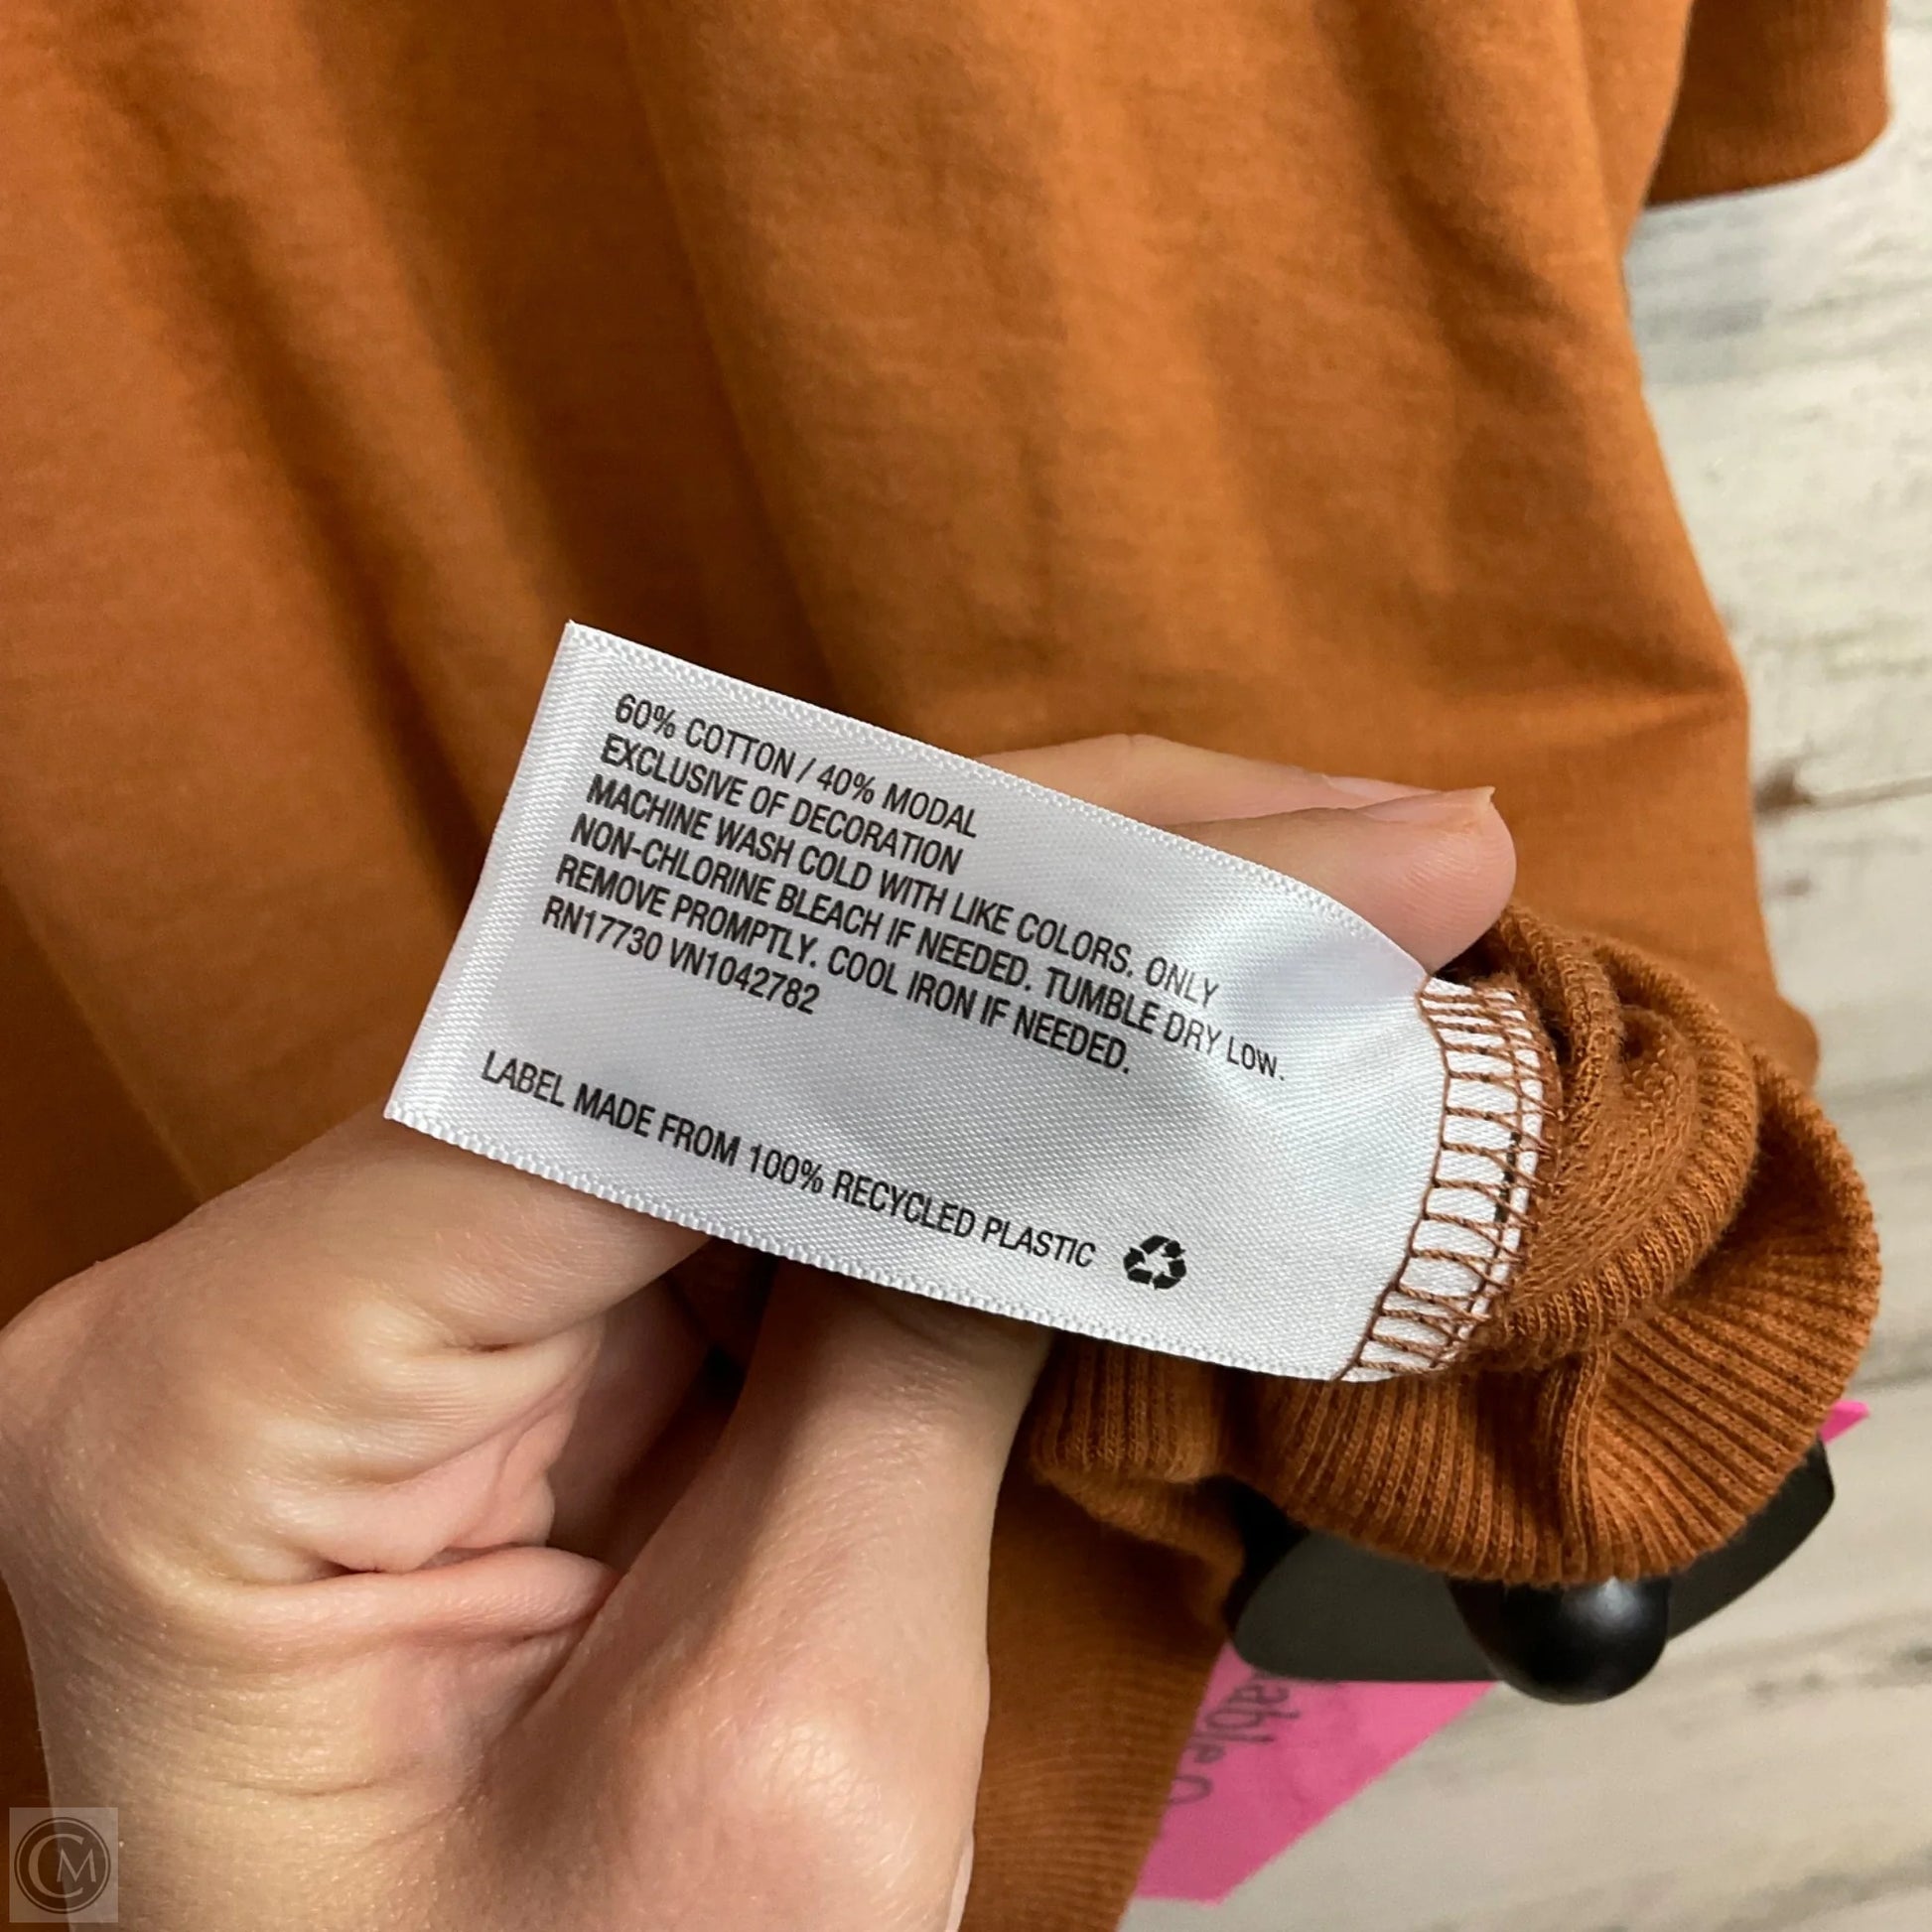 60% COTTON / 40% MODAL
EXCLUSIVE OF DECORATION
MACHINE WASH COLD WITH LIKE COLORS. ONLY
NON-CHLORINE BLEACH IF NEEDED. TUMBLE DRY LOW.
REMOVE PROMPTLY. COOL IRON IF NEEDED.
RN17730 VN1042782
LABEL MADE FROM 100% RECYCLED PLASTIC
CM